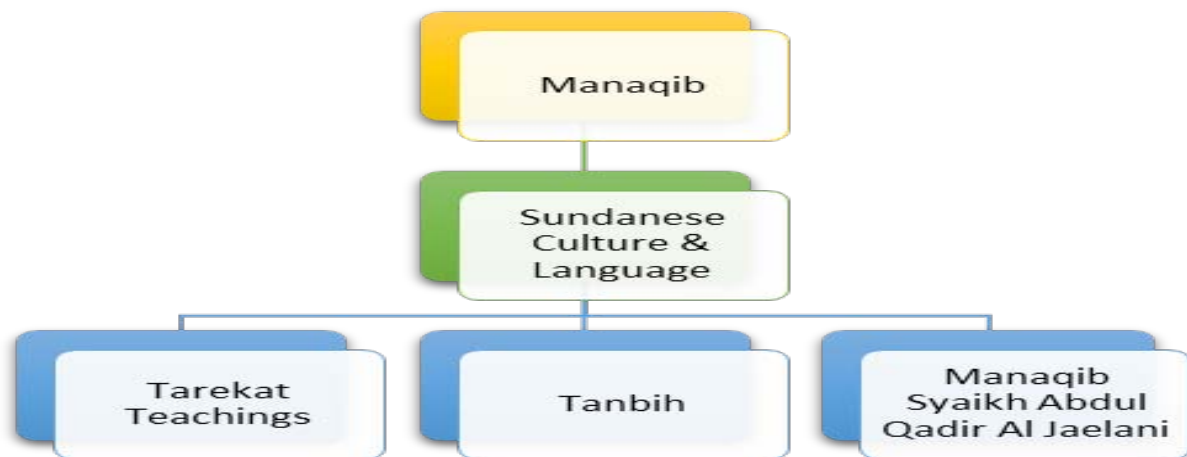 Manaqib
Sundanese
Culture &
Language
Tarekat
Teachings
Tanbih
Manaqib
Syaikh Abdul
Qadir Al Jaelani